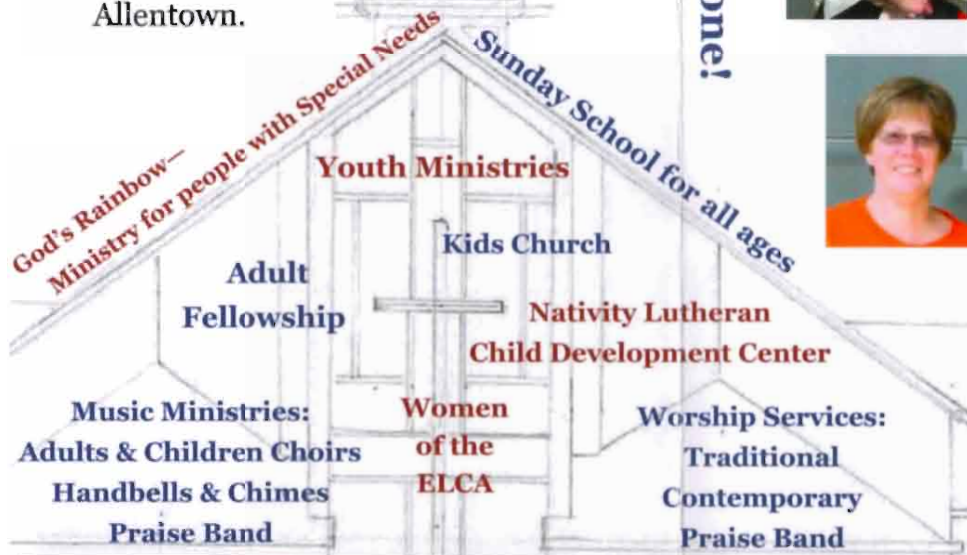 Allentown.
one!
God's Rainbow—
Ministry for people with Special Needs
Sunday School for all ages
Youth Ministries
Kids Church
Adult
Fellowship
Nativity Lutheran
Child Development Center
Music Ministries:
Adults & Children Choirs
Handbells & Chimes
Praise Band
Women
of the
ELCA
Worship Services:
Traditional
Contemporary
Praise Band